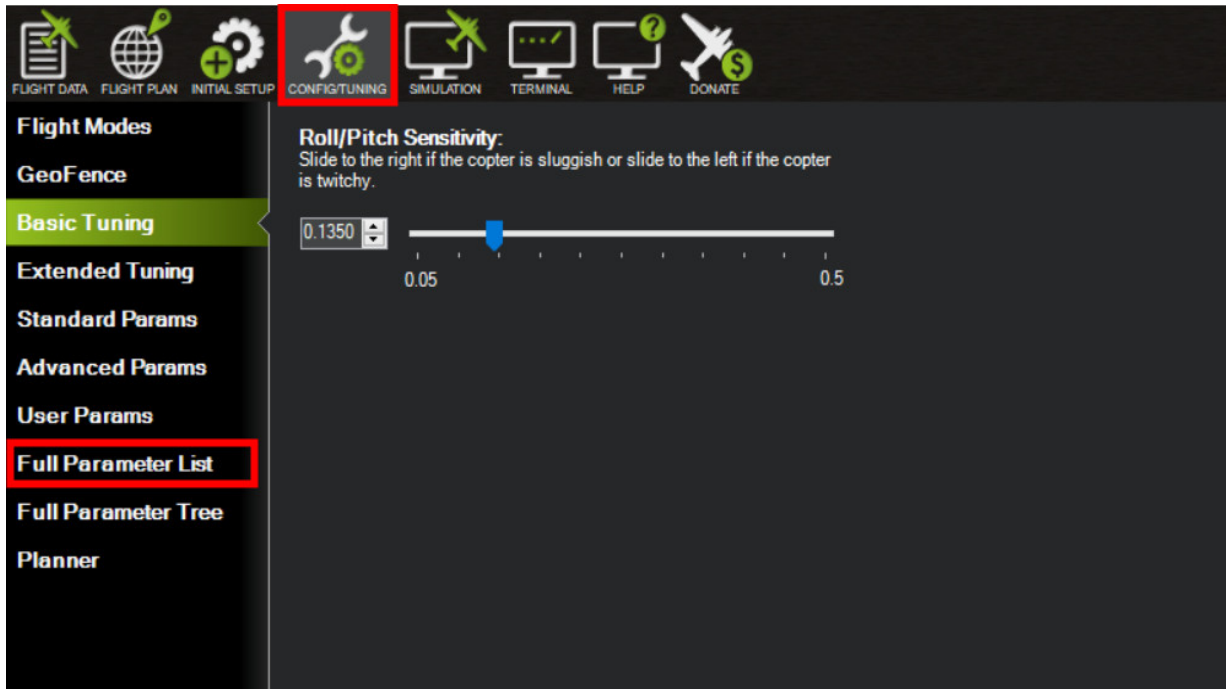 FLIGHT DATA FLIGHT PLAN INITIAL SETUP CONFIG/TUNING SIMULATION TERMINAL HELP DONATE
?
$
Flight Modes
GeoFence
Basic Tuning
Extended Tuning
Standard Params
Advanced Params
User Params
Full Parameter List
Full Parameter Tree
Planner
Roll/Pitch Sensitivity:
Slide to the right if the copter is sluggish or slide to the left if the copter
is twitchy.
0.1350
0.05 0.5